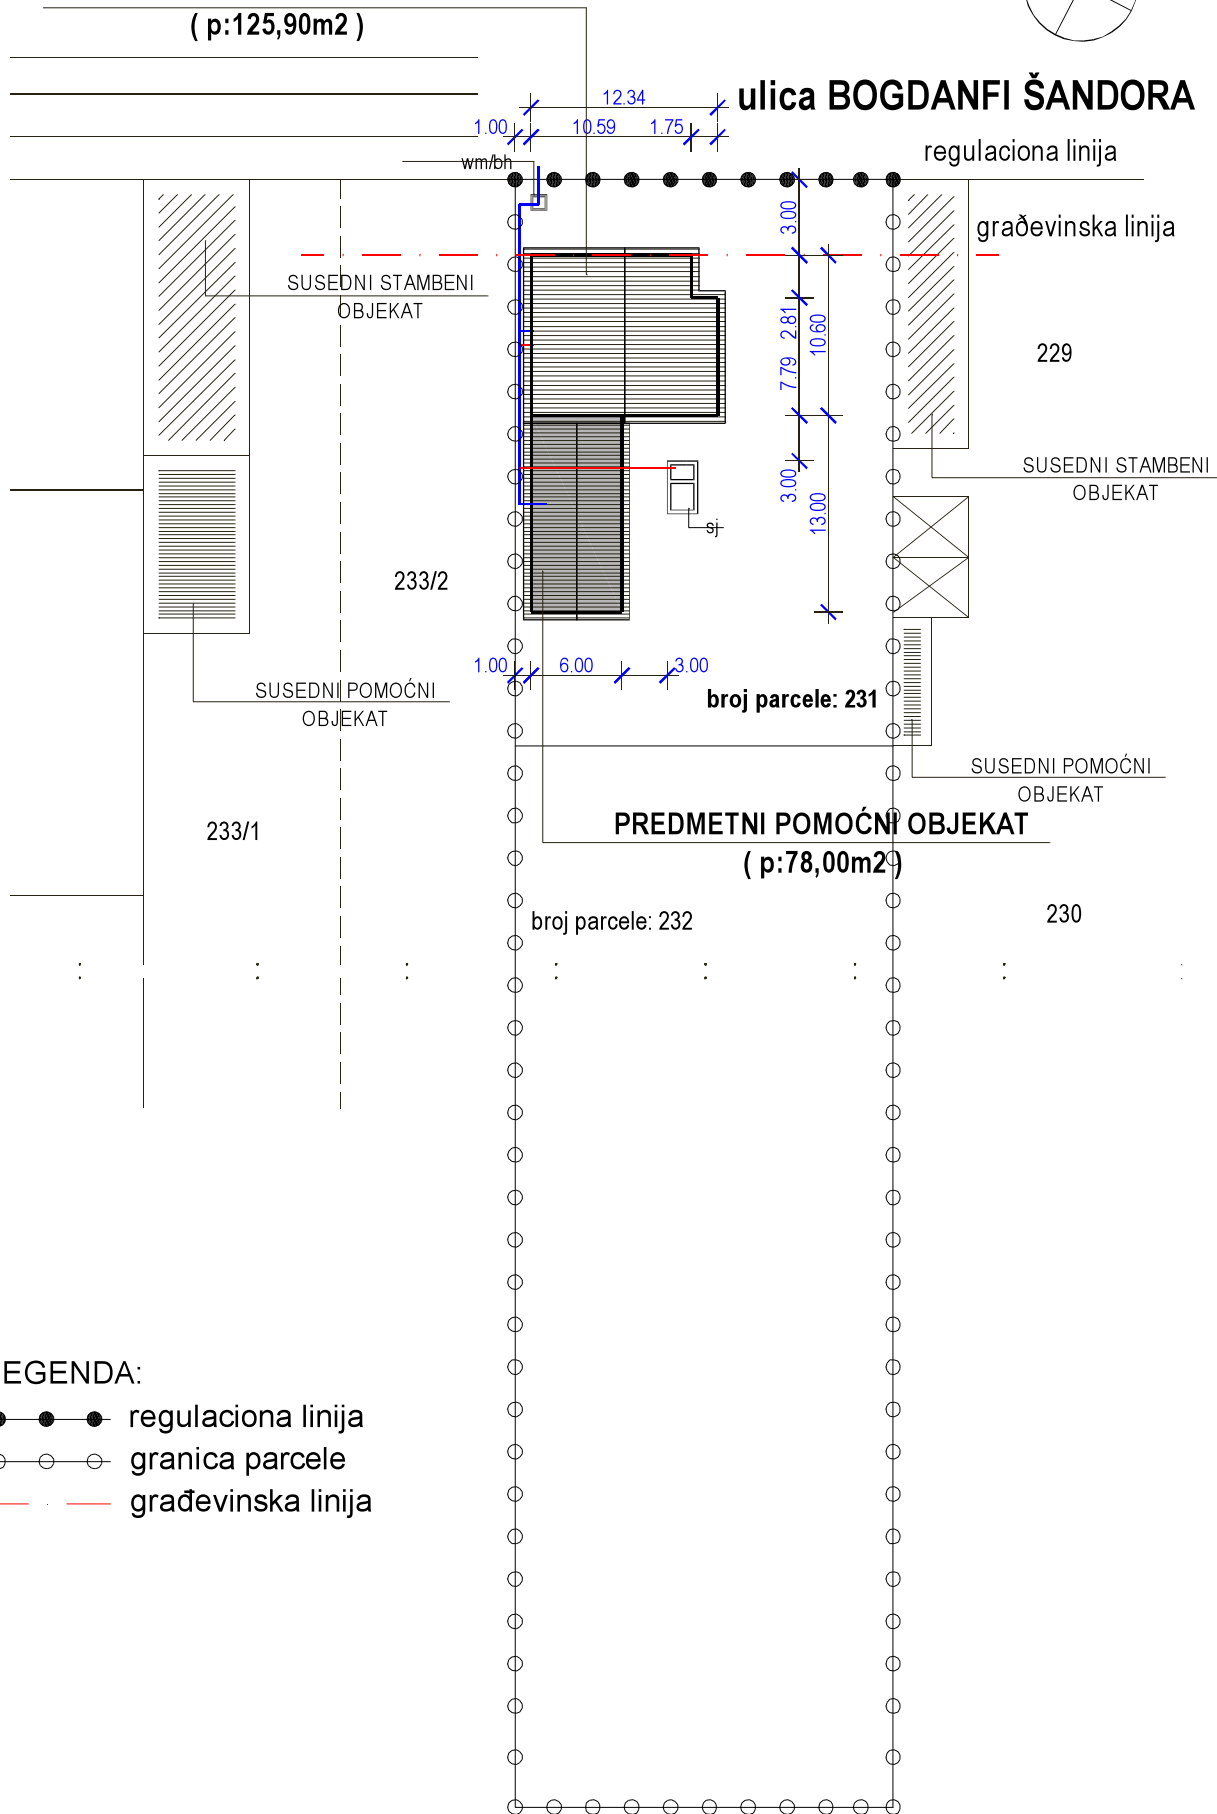 ( p:125,90m2 )
ulica BOGDANFI ŠANDORA
12.34
1.00
10.59
1.75
regulaciona linija
wm/bh
3.00
građevinska linija
SUSEDNI STAMBENI
OBJEKAT
2.81
10.60
7.79
229
SUSEDNI STAMBENI
OBJEKAT
3.00
13.00
sj
233/2
1.00
6.00
3.00
SUSEDNI POMOĆNI
OBJEKAT
broj parcele: 231
SUSEDNI POMOĆNI
OBJEKAT
233/1
PREDMETNI POMOĆNI OBJEKAT
( p:78,00m2 )
broj parcele: 232
230
EGENDA:
regulaciona linija
granica parcele
građevinska linija